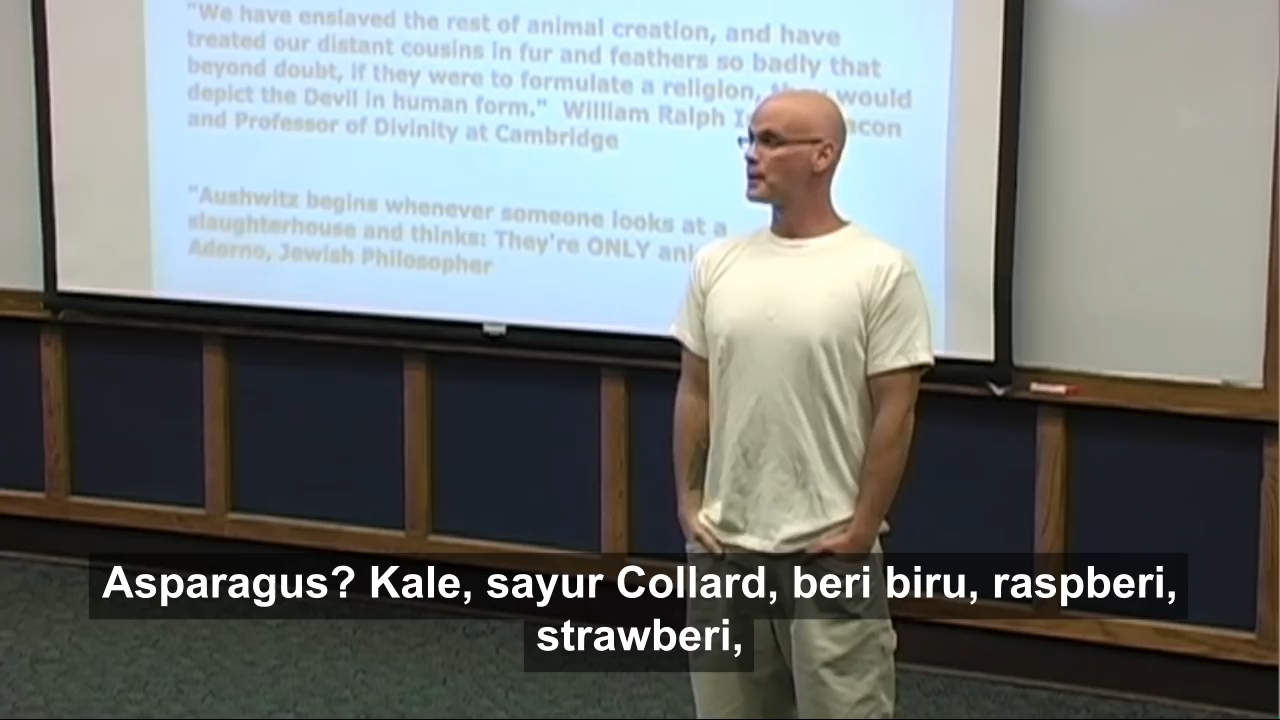 "We have enslaved the rest of animal creation, and have
treated our distant cousins in fur and feathers so badly that
beyond doubt, if they were to formulate a religion, would
depict the Devil in human form." William Ralph
and Professor of Divinity at Cambridge
"Aushwitz begins whenever someone looks at a
slaughterhouse and thinks: They're ONLY
Adorno, Jewish Philosopher
Asparagus? Kale, sayur Collard, beri biru, raspberi,
strawberi,